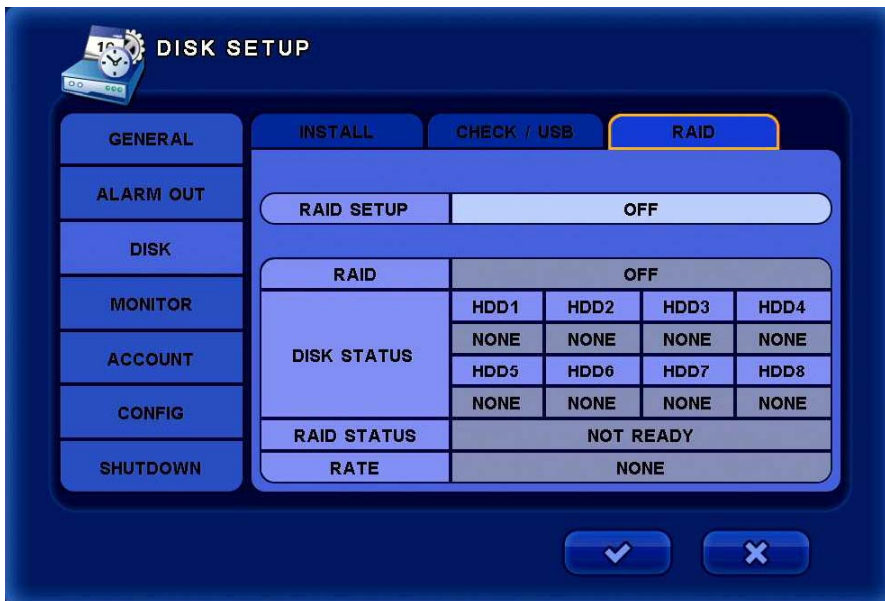 DISK SETUP
INSTALL CHECK / USB RAID
GENERAL
ALARM OUT
DISK
MONITOR
ACCOUNT
CONFIG
SHUTDOWN
RAID SETUP OFF
RAID OFF
DISK STATUS
HDD1 HDD2 HDD3 HDD4
NONE NONE NONE NONE
HDD5 HDD6 HDD7 HDD8
NONE NONE NONE NONE
RAID STATUS NOT READY
RATE NONE